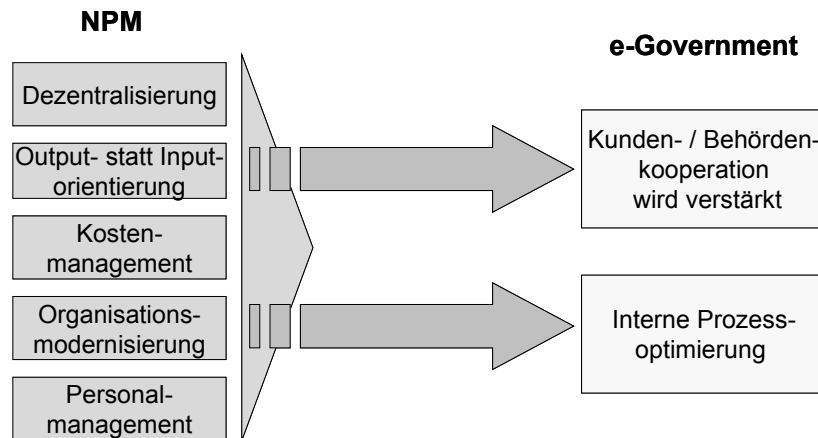 NPM
Dezentralisierung
Output- statt Input-
orientierung
Kosten-
management
Organisations-
modernisierung
Personal-
management
e-Government
Kunden- / Behörden-
kooperation
wird verstärkt
Interne Prozess-
optimierung